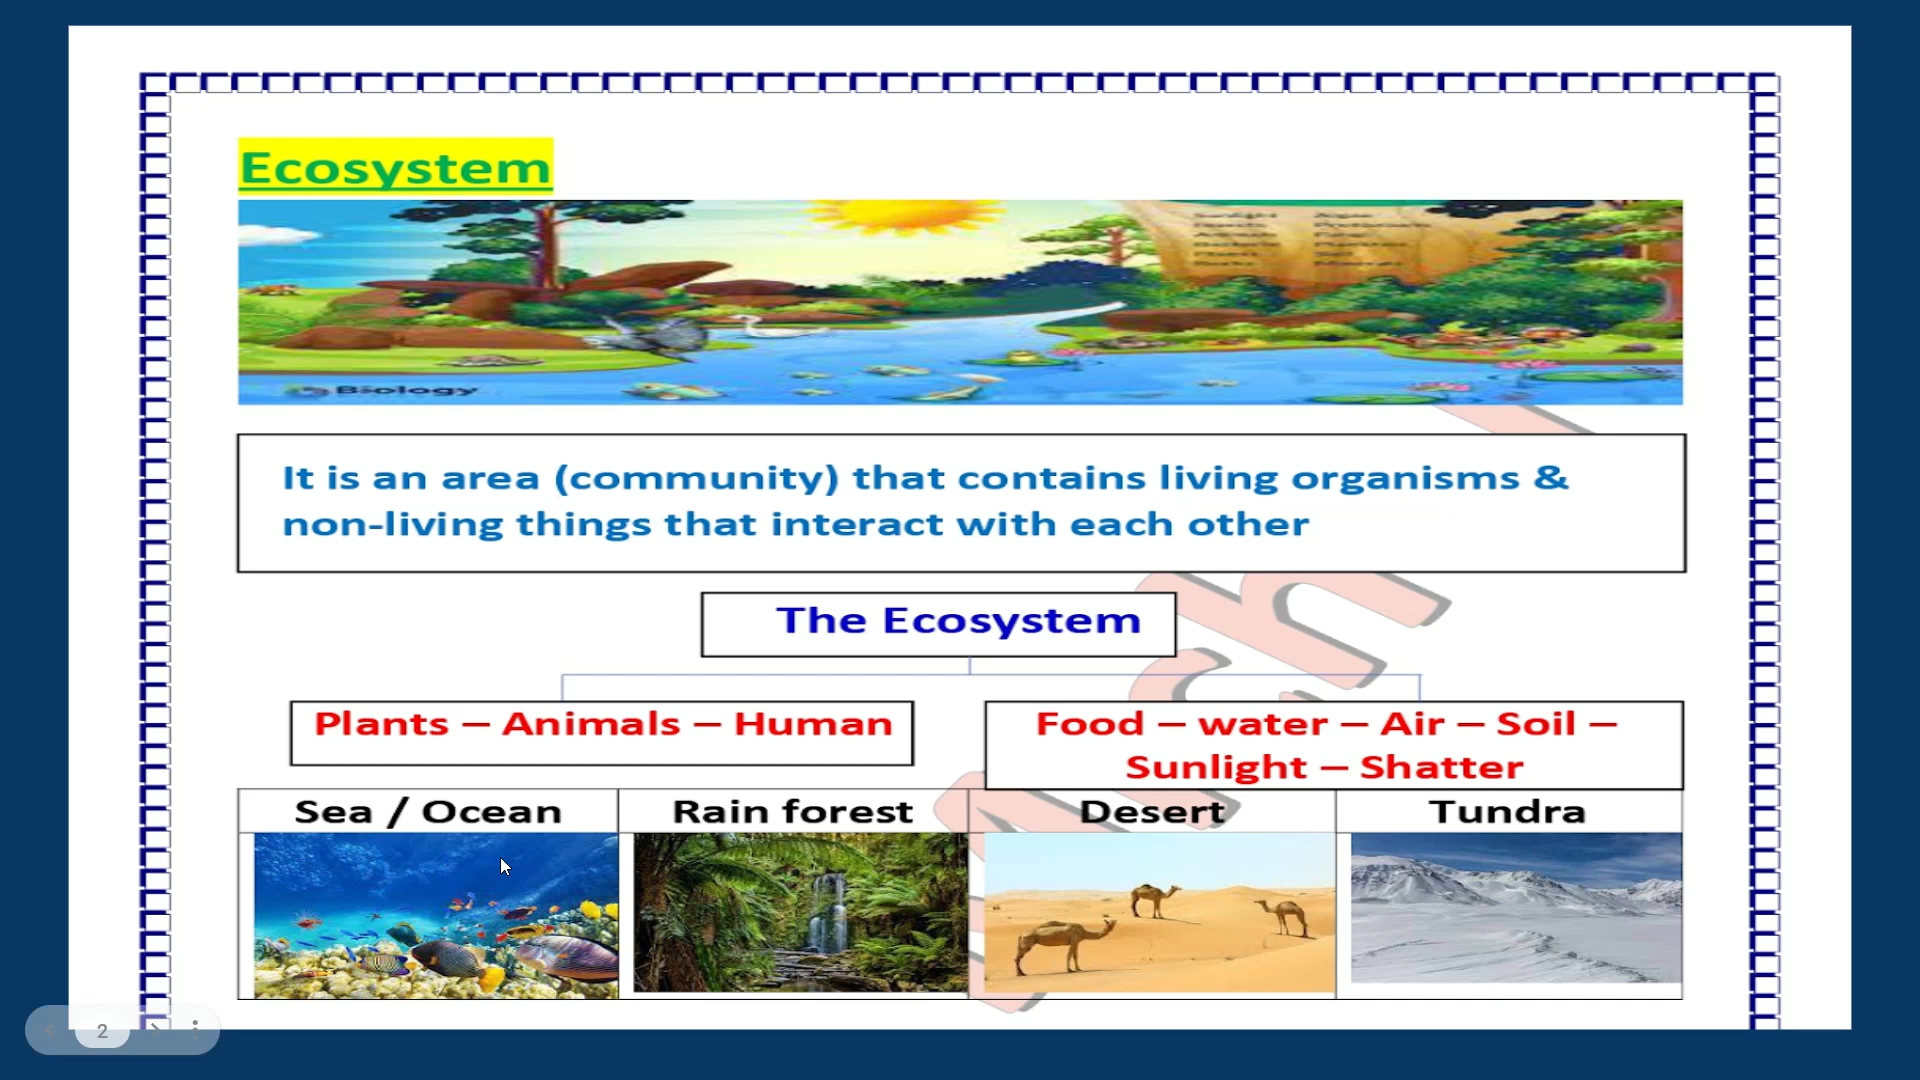 Ecosystem
Biology
It is an area (community) that contains living organisms &
non-living things that interact with each other
The Ecosystem
Plants – Animals – Human
Food – water – Air – Soil –
Sunlight – Shatter
Sea / Ocean
Rain forest
Desert
Tundra
2